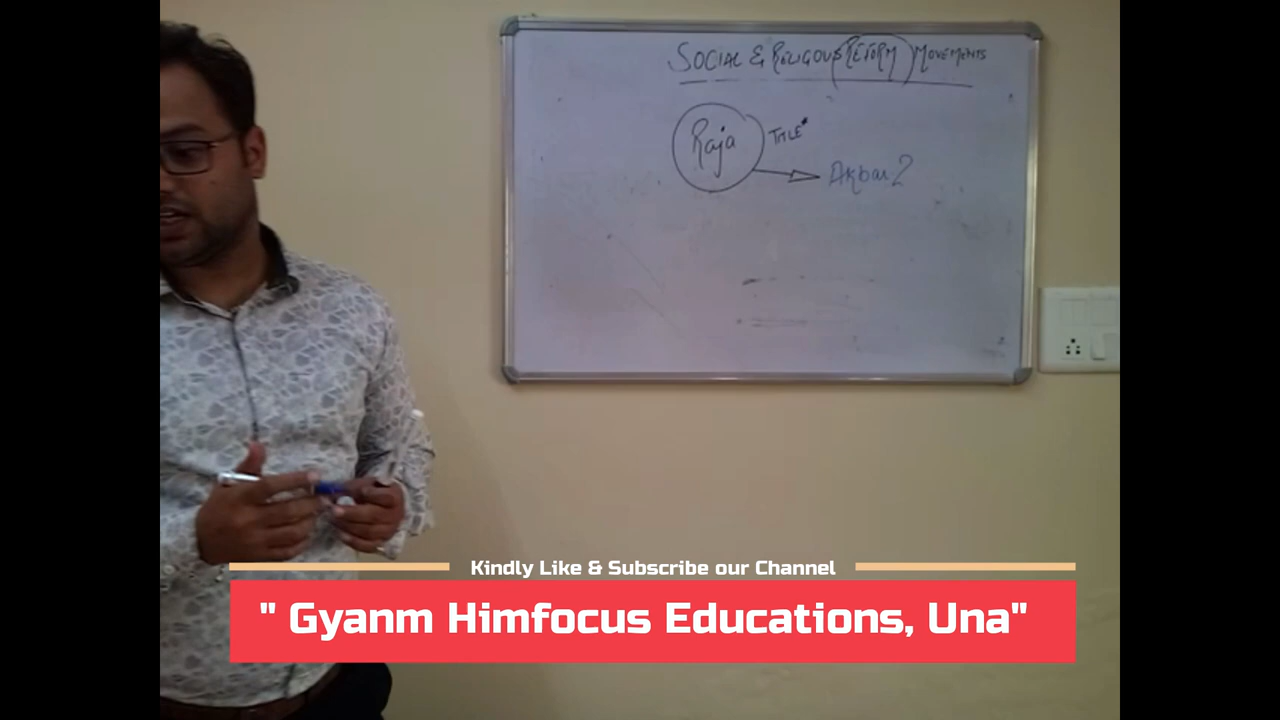 SOCIAL & RELIGOUS REFORM MOVEMENTS
Raja TITLE*
Akbar 2
Kindly Like & Subscribe our Channel
" Gyanm Himfocus Educations, Una"